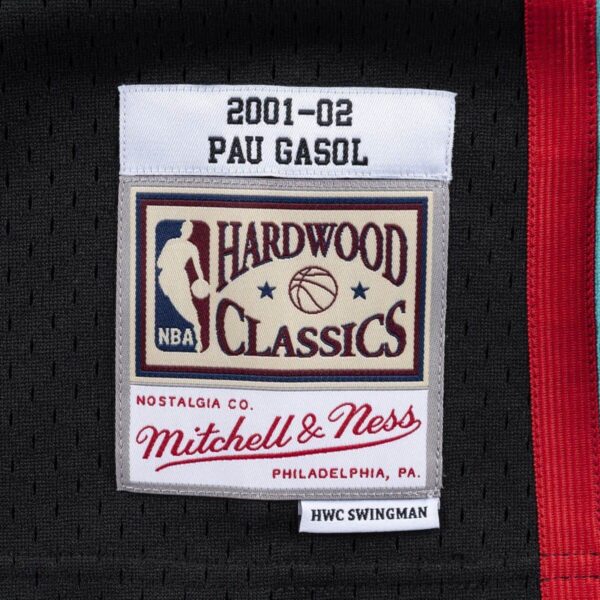 2001-02
PAU GASOL
HARDWOOD
NBA
CLASSICS
NOSTALGIA CO.
Mitchell & Ness
PHILADELPHIA, PA.
HWC SWINGMAN